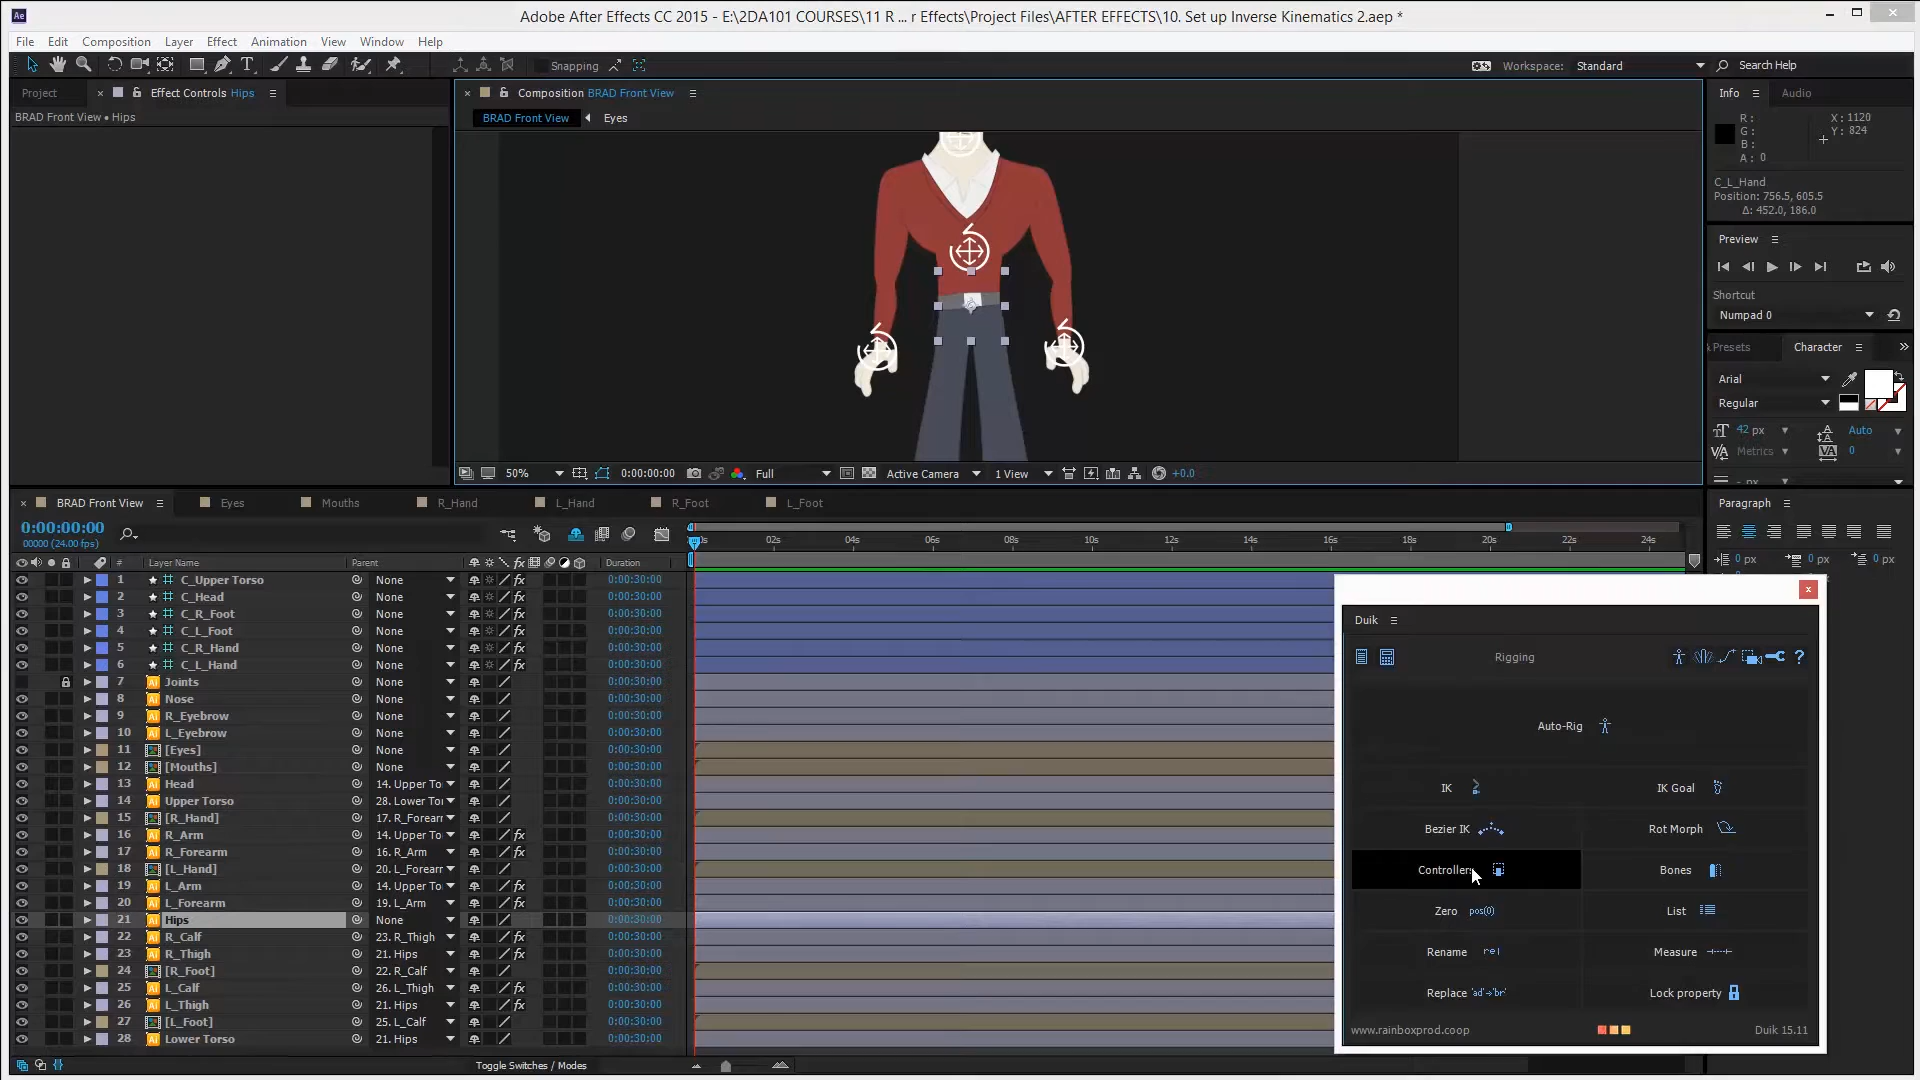 Adobe After Effects CC 2015 - E:\2DA101 COURSES\11 R ... r Effects\Project Files\AFTER EFFECTS\10. Set up Inverse Kinematics 2.aep *
File Edit Composition Layer Effect Animation View Window Help
Snapping
Workspace: Standard
Search Help
Project
Effect Controls Hips
BRAD Front View • Hips
Composition BRAD Front View
BRAD Front View
Eyes
Info
Audio
R :
G :
B :
A : 0
X : 1120
Y : 824
C_L_Hand
Position: 756.5, 605.5
Δ: 452.0, 186.0
Preview
Shortcut
Numpad 0
Presets
Character
Arial
Regular
42 px
Auto
Metrics
0
50%
0:00:00:00
Full
Active Camera
1 View
+0.0
BRAD Front View
Eyes
Mouths
R_Hand
L_Hand
R_Foot
L_Foot
0:00:00:00
00000 (24.00 fps)
02s 04s 06s 08s 10s 12s 14s 16s 18s 20s 22s 24s
# Layer Name Parent Duration
1 C_Upper Torso None 0:00:30:00
2 C_Head None 0:00:30:00
3 C_R_Foot None 0:00:30:00
4 C_L_Foot None 0:00:30:00
5 C_R_Hand None 0:00:30:00
6 C_L_Hand None 0:00:30:00
7 Joints None 0:00:30:00
8 Nose None 0:00:30:00
9 R_Eyebrow None 0:00:30:00
10 L_Eyebrow None 0:00:30:00
11 [Eyes] None 0:00:30:00
12 [Mouths] None 0:00:30:00
13 Head 14. Upper To 0:00:30:00
14 Upper Torso 28. Lower To 0:00:30:00
15 [R_Hand] 17. R_Forearr 0:00:30:00
16 R_Arm 14. Upper To 0:00:30:00
17 R_Forearm 16. R_Arm 0:00:30:00
18 [L_Hand] 20. L_Forearr 0:00:30:00
19 L_Arm 14. Upper To 0:00:30:00
20 L_Forearm 19. L_Arm 0:00:30:00
21 Hips None 0:00:30:00
22 R_Calf 23. R_Thigh 0:00:30:00
23 R_Thigh 21. Hips 0:00:30:00
24 [R_Foot] 22. R_Calf 0:00:30:00
25 L_Calf 26. L_Thigh 0:00:30:00
26 L_Thigh 21. Hips 0:00:30:00
27 [L_Foot] 25. L_Calf 0:00:30:00
28 Lower Torso 21. Hips 0:00:30:00
Toggle Switches / Modes
Paragraph
0 px 0 px 0 px
Duik
Rigging
Auto-Rig
IK
IK Goal
Bezier IK
Rot Morph
Controllers
Bones
Zero pos(0)
List
Rename
Measure
Replace
Lock property
www.rainboxprod.coop
Duik 15.11